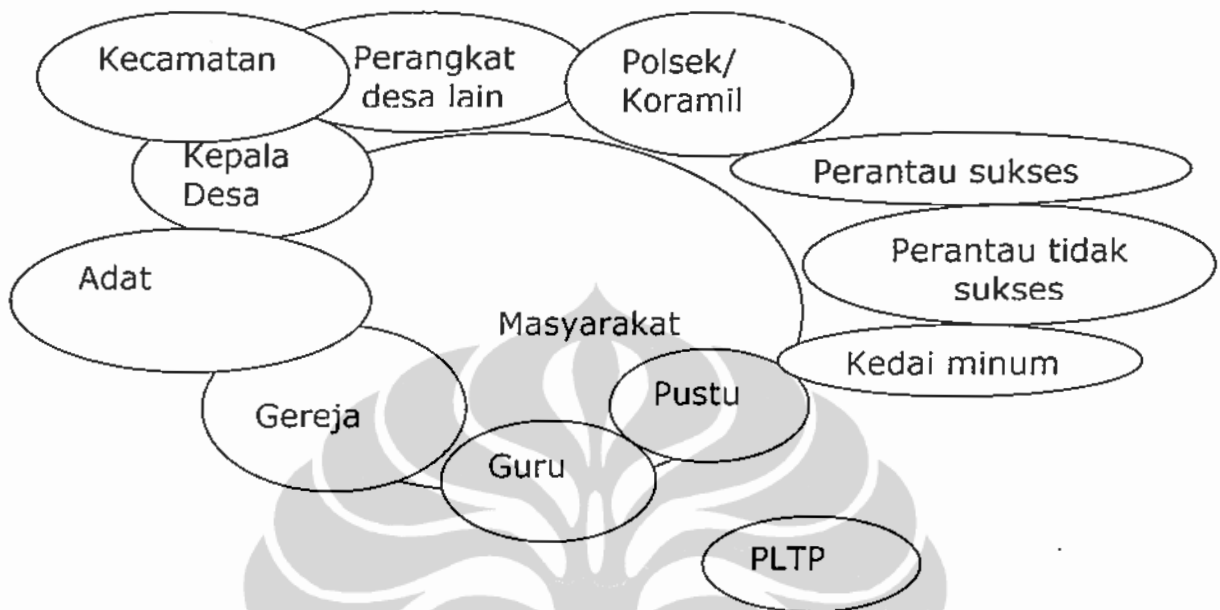 Kecamatan
Perangkat
desa lain
Polsek/
Koramil
Kepala
Desa
Perantau sukses
Adat
Perantau tidak
sukses
Masyarakat
Kedai minum
Pustu
Gereja
Guru
PLTP